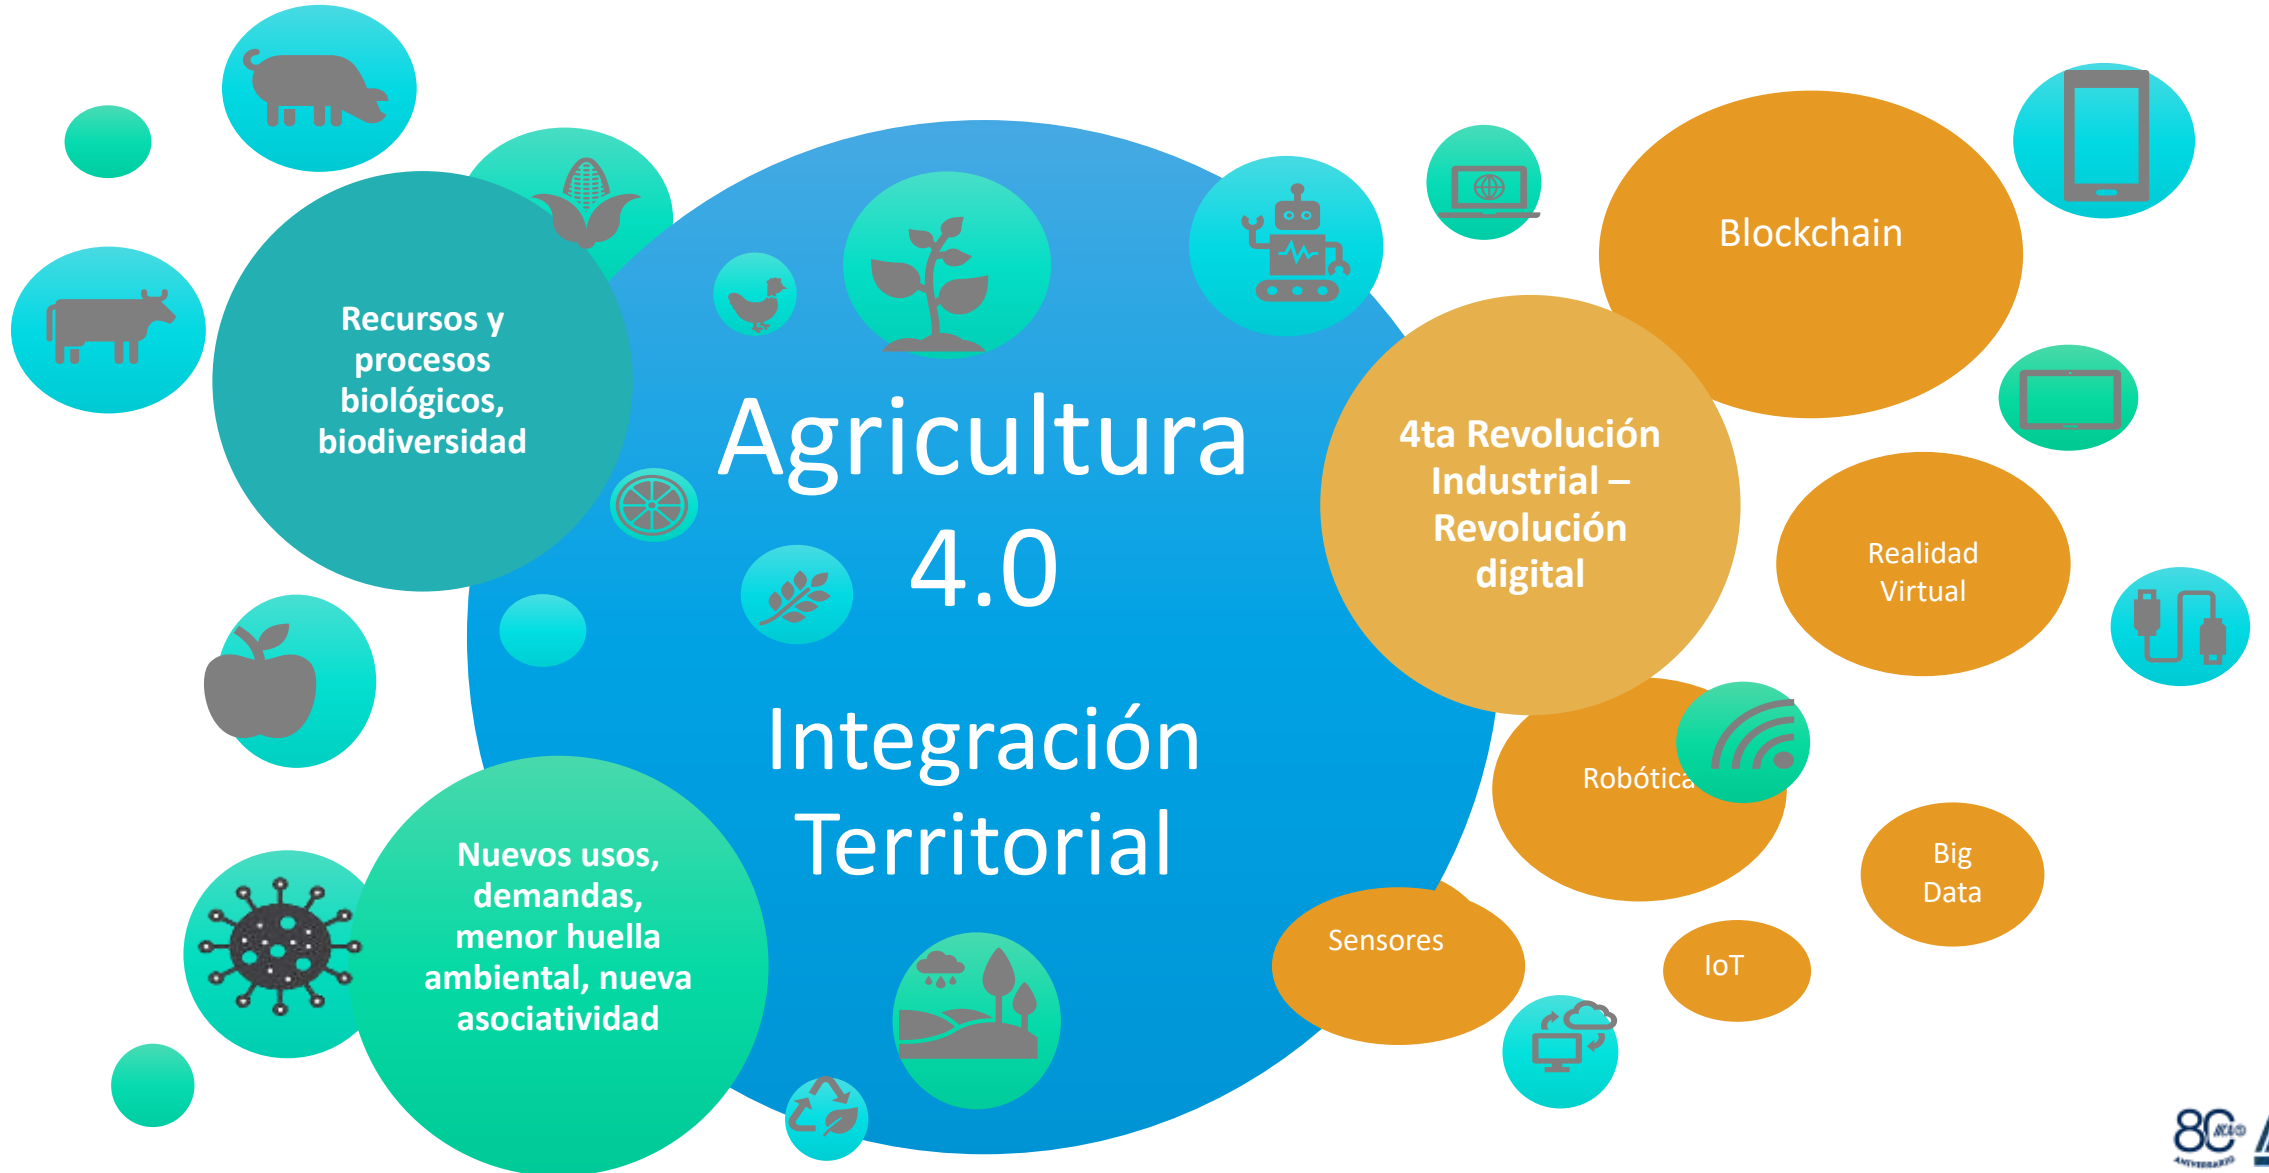 Recursos y
procesos
biológicos,
biodiversidad
Agricultura
4.0
Integración
Territorial
Nuevos usos,
demandas,
menor huella
ambiental, nueva
asociatividad
4ta Revolución
Industrial –
Revolución
digital
Blockchain
Realidad
Virtual
Robótica
Big
Data
Sensores
IoT
80
ANIVERSARIO